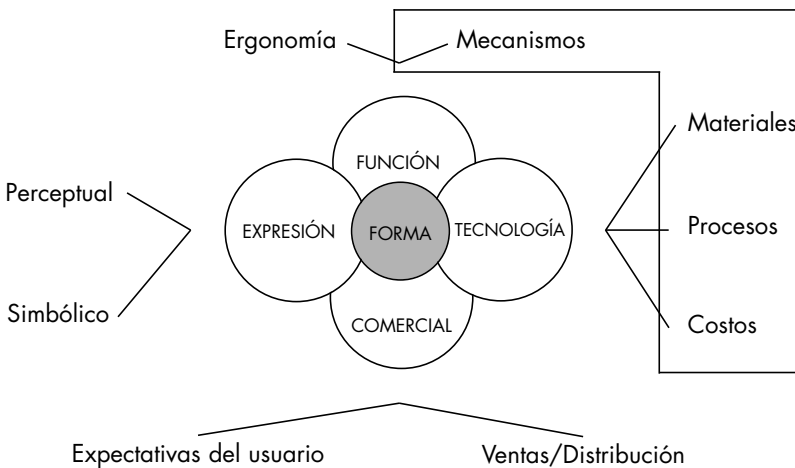 Ergonomía
Mecanismos
Materiales
FUNCIÓN
Perceptual
EXPRESIÓN
FORMA
TECNOLOGÍA
Procesos
Simbólico
COMERCIAL
Costos
Expectativas del usuario
Ventas/Distribución